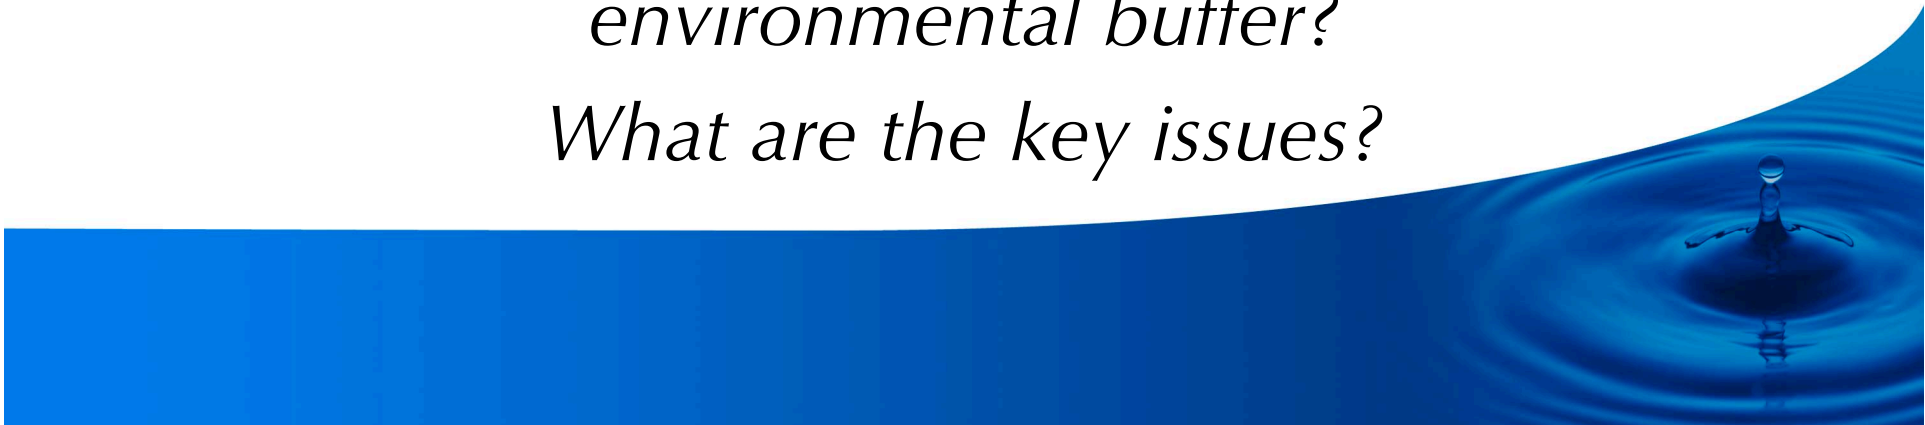 environmental buffer?
What are the key issues?